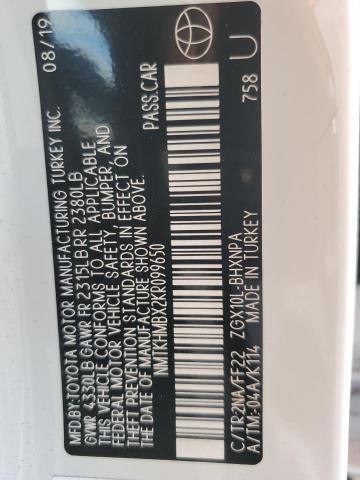 MFD BY: TOYOTA MOTOR MANUFACTURING TURKEY INC. 08/19
GVWR 4330LB GAWR FR 2315LB RR 2380LB
THIS VEHICLE CONFORMS TO ALL APPLICABLE
FEDERAL MOTOR VEHICLE SAFETY, BUMPER, AND
THEFT PREVENTION STANDARDS IN EFFECT ON
THE DATE OF MANUFACTURE SHOWN ABOVE.
NMTKHMBX2KR099650 PASS.CAR
C/TR:2NA/FF22 ZGX10L-BHXNPA 758 U
A/TM:-04A/K114 MADE IN TURKEY